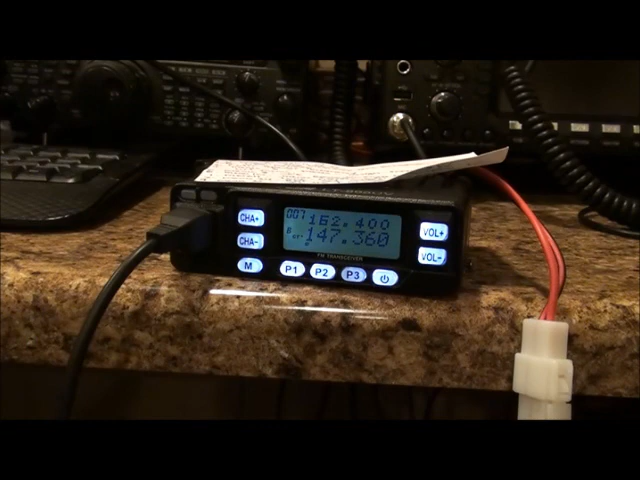 CHA+
007 162.400
VOL+
CHA-
147.360
VOL-
FM TRANSCEIVER
M
P1
P2
P3